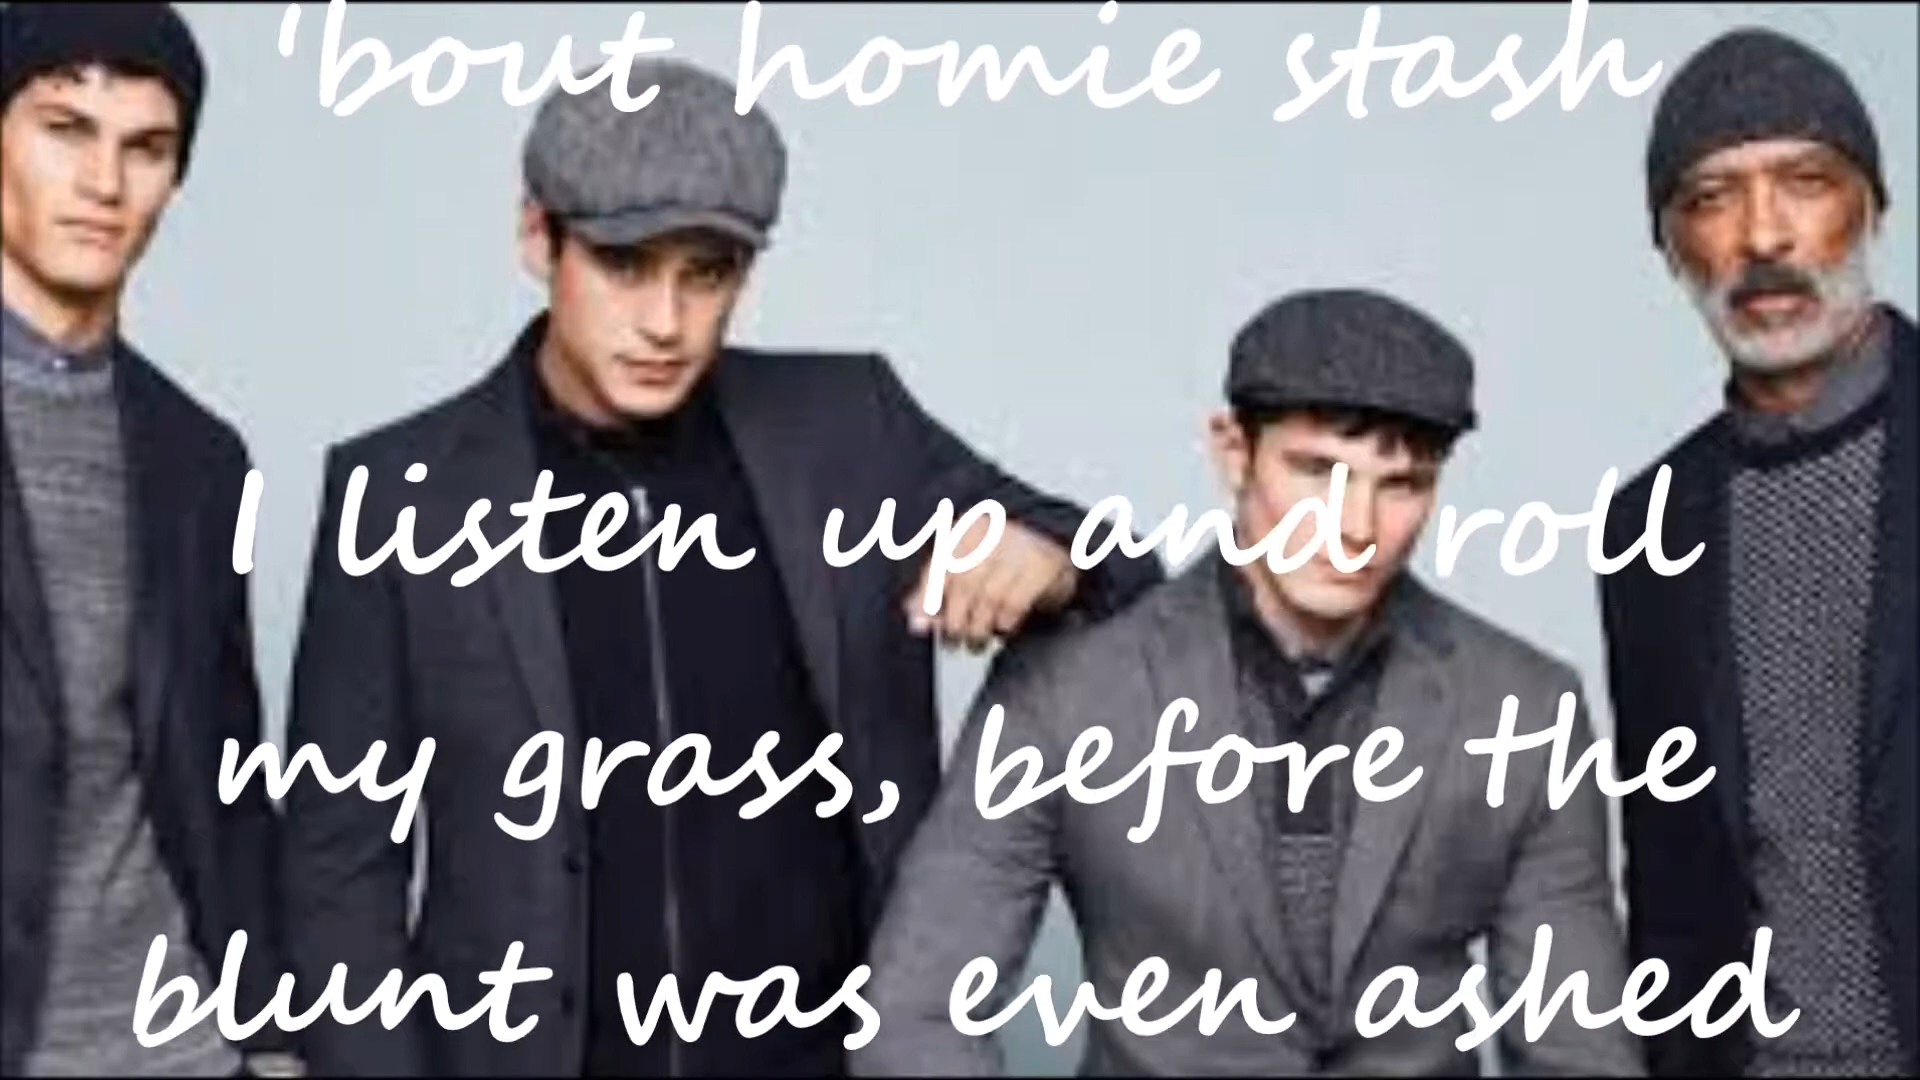 'bout homie stash
I listen up and roll
my grass, before the
blunt was even ashed